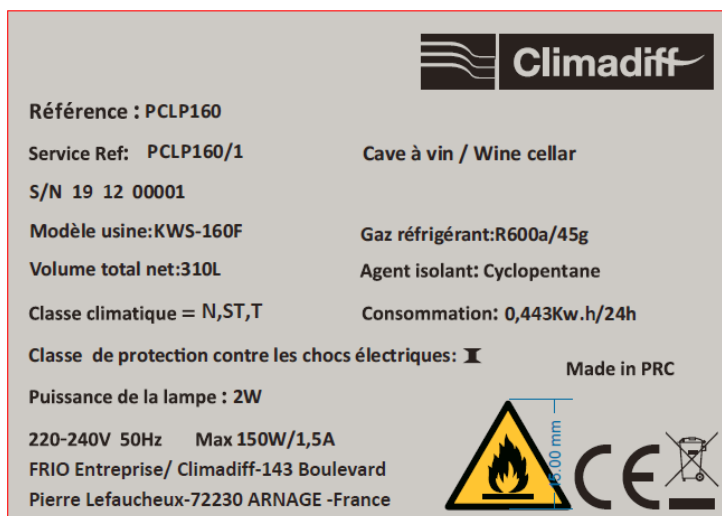 Climadiff
Référence : PCLP160
Service Ref: PCLP160/1 Cave à vin / Wine cellar
S/N 19 12 00001
Modèle usine:KWS-160F Gaz réfrigérant:R600a/45g
Volume total net:310L Agent isolant: Cyclopentane
Classe climatique = N,ST,T Consommation: 0,443Kw.h/24h
Classe de protection contre les chocs électriques: I
Made in PRC
Puissance de la lampe : 2W
220-240V 50Hz Max 150W/1,5A
FRIO Entreprise/ Climadiff-143 Boulevard
Pierre Lefaucheux-72230 ARNAGE -France
CE